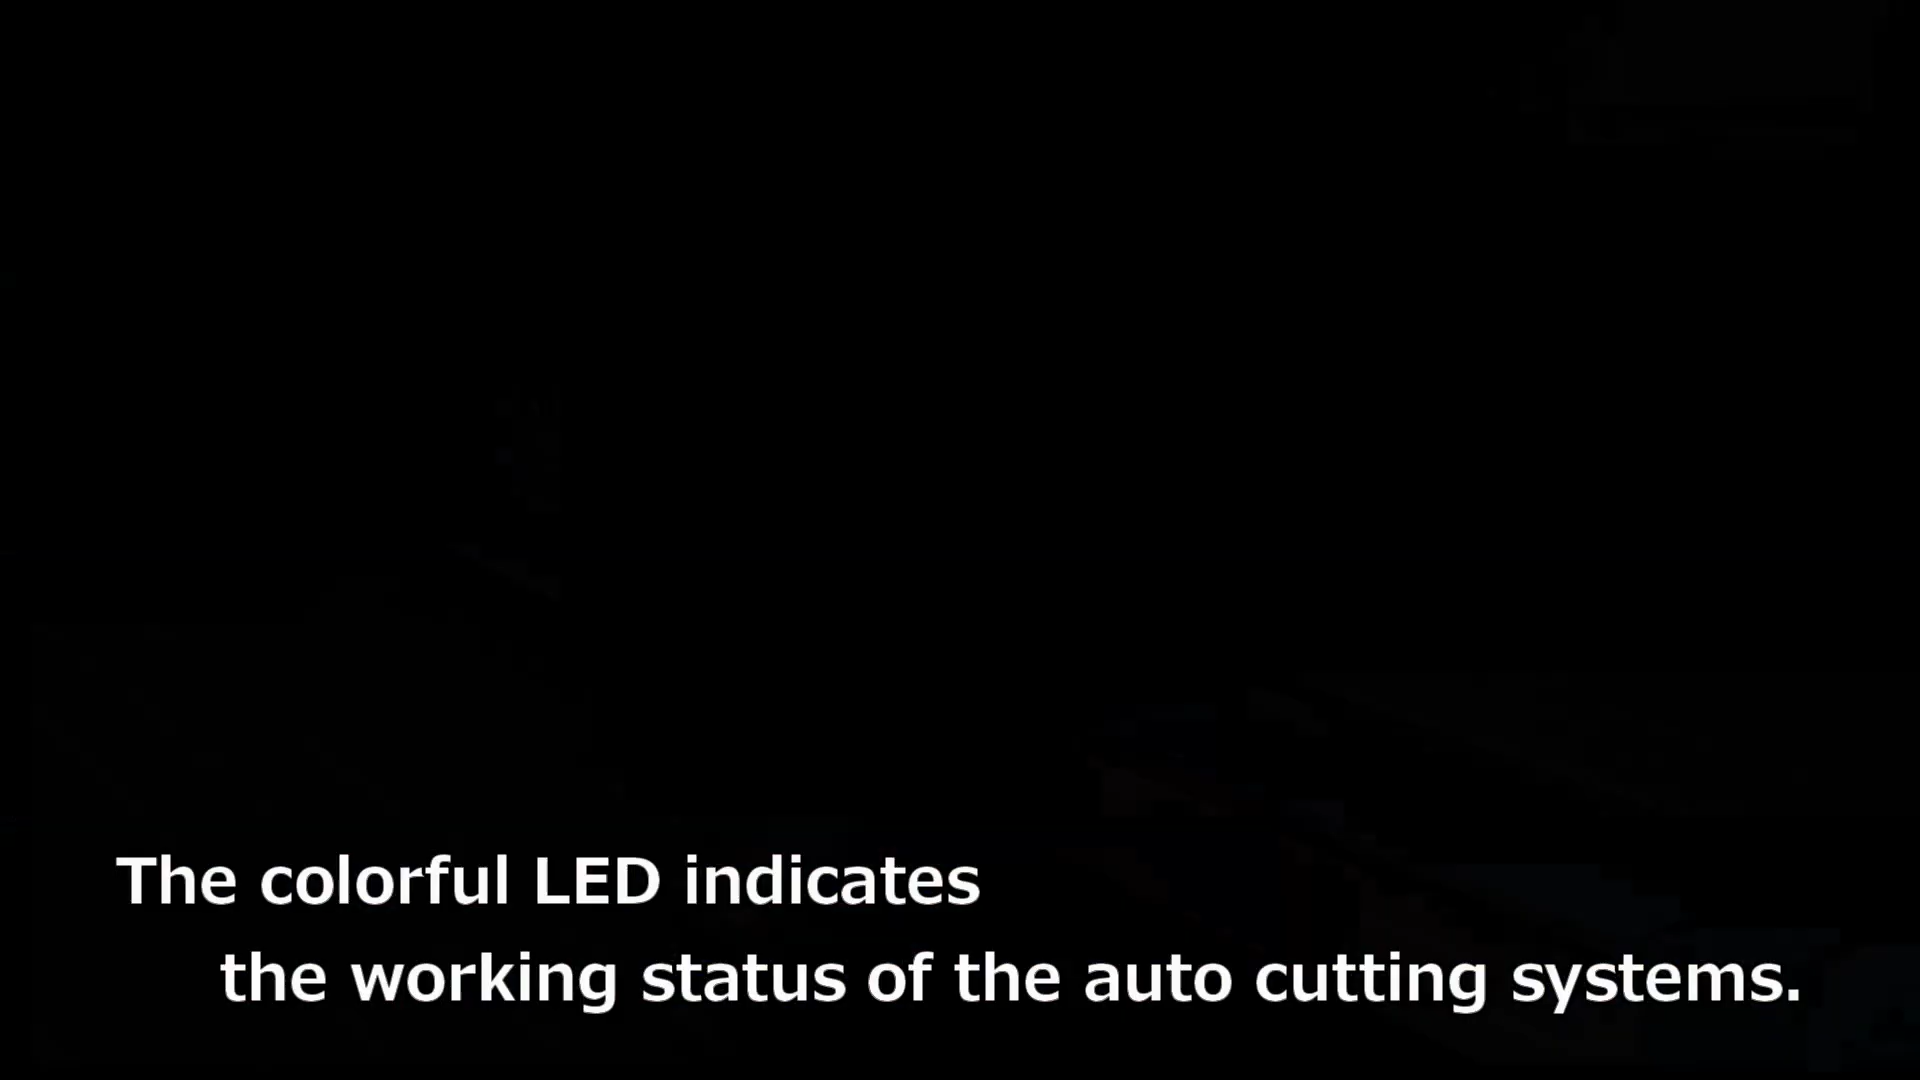 The colorful LED indicates
the working status of the auto cutting systems.